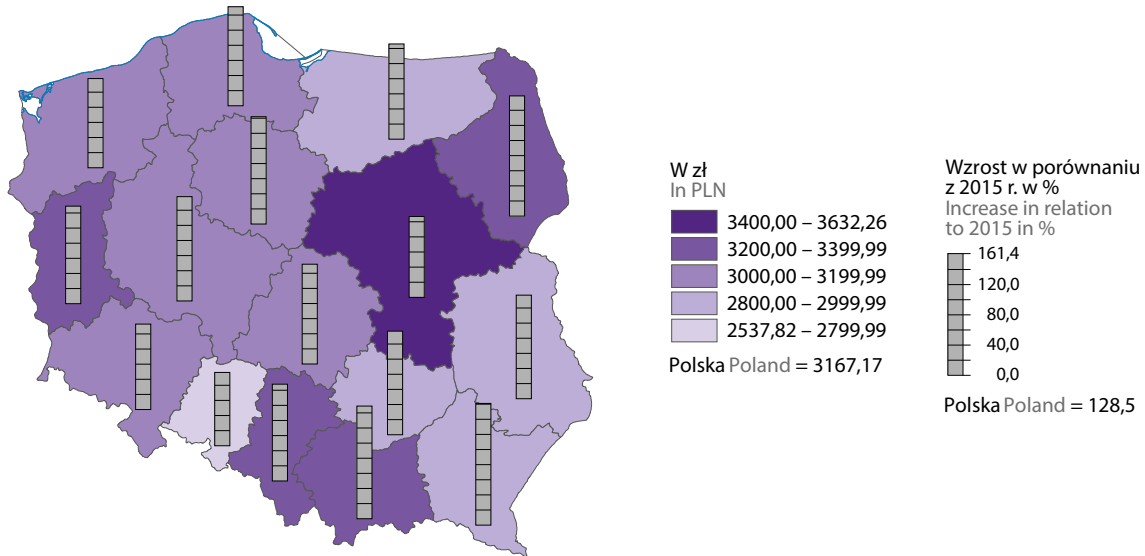 W zł
In PLN
3400,00 – 3632,26
3200,00 – 3399,99
3000,00 – 3199,99
2800,00 – 2999,99
2537,82 – 2799,99
Polska Poland = 3167,17
Wzrost w porównaniu
z 2015 r. w %
Increase in relation
to 2015 in %
161,4
120,0
80,0
40,0
0,0
Polska Poland = 128,5